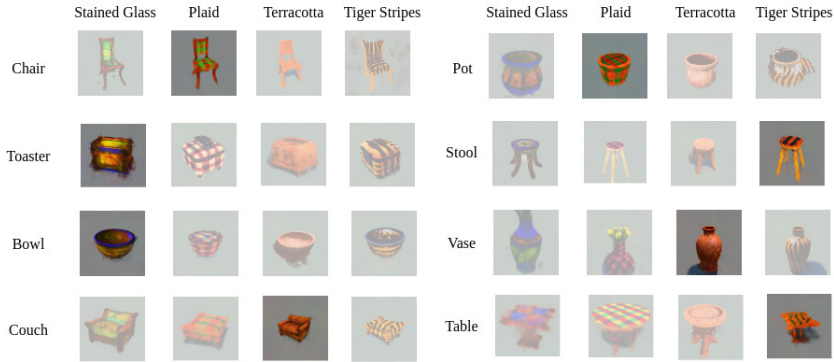 Stained Glass Plaid Terracotta Tiger Stripes
Chair
Toaster
Bowl
Couch
Stained Glass Plaid Terracotta Tiger Stripes
Pot
Stool
Vase
Table